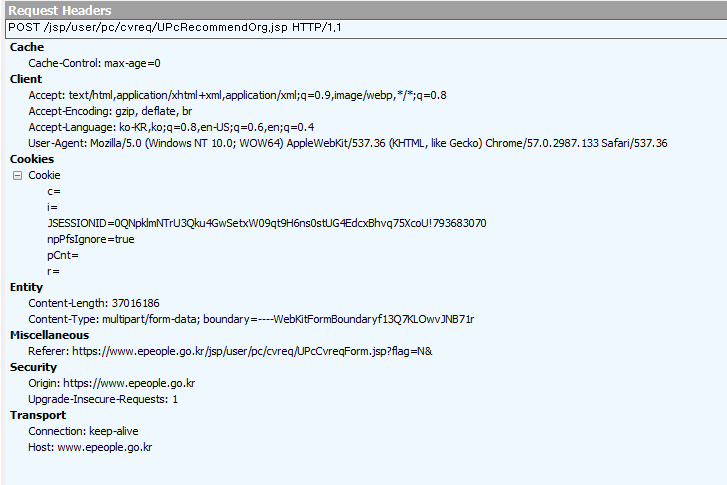 Request Headers
POST /jsp/user/pc/cvreq/UPcRecommendOrg.jsp HTTP/1.1
Cache
Cache-Control: max-age=0
Client
Accept: text/html,application/xhtml+xml,application/xml;q=0.9,image/webp,*/*;q=0.8
Accept-Encoding: gzip, deflate, br
Accept-Language: ko-KR,ko;q=0.8,en-US;q=0.6,en;q=0.4
User-Agent: Mozilla/5.0 (Windows NT 10.0; WOW64) AppleWebKit/537.36 (KHTML, like Gecko) Chrome/57.0.2987.133 Safari/537.36
Cookies
Cookie
c=
i=
JSESSIONID=0QNpklmNTrU3Qku4GwSetxW09qt9H6ns0stUG4EdcxBhvq75XcoU!793683070
npPfsIgnore=true
pCnt=
r=
Entity
Content-Length: 37016186
Content-Type: multipart/form-data; boundary=----WebKitFormBoundaryf13Q7KLOwvJNB71r
Miscellaneous
Referer: https://www.epeople.go.kr/jsp/user/pc/cvreq/UPcCvreqForm.jsp?flag=N&
Security
Origin: https://www.epeople.go.kr
Upgrade-Insecure-Requests: 1
Transport
Connection: keep-alive
Host: www.epeople.go.kr